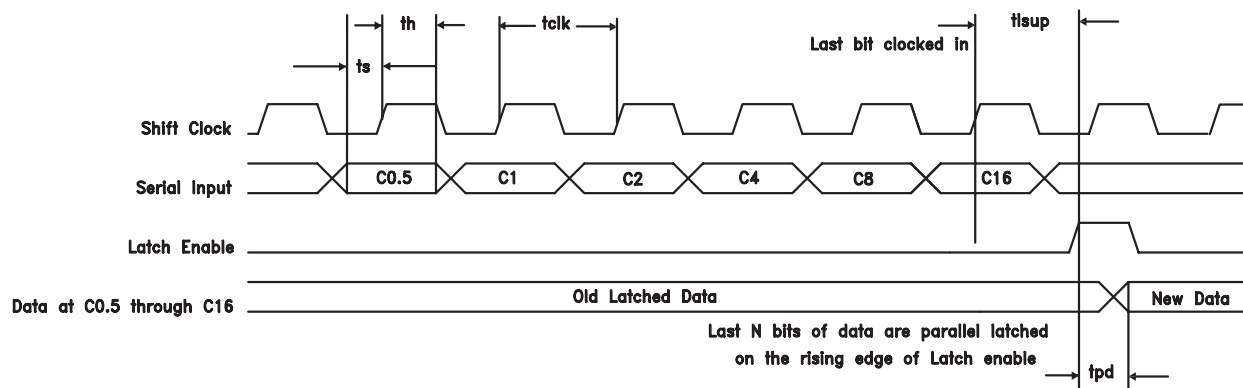 th
tclk
tlsup
Last bit clocked in
ts
Shift Clock
Serial Input
C0.5
C1
C2
C4
C8
C16
Latch Enable
Data at C0.5 through C16
Old Latched Data
New Data
Last N bits of data are parallel latched
on the rising edge of Latch enable
tpd